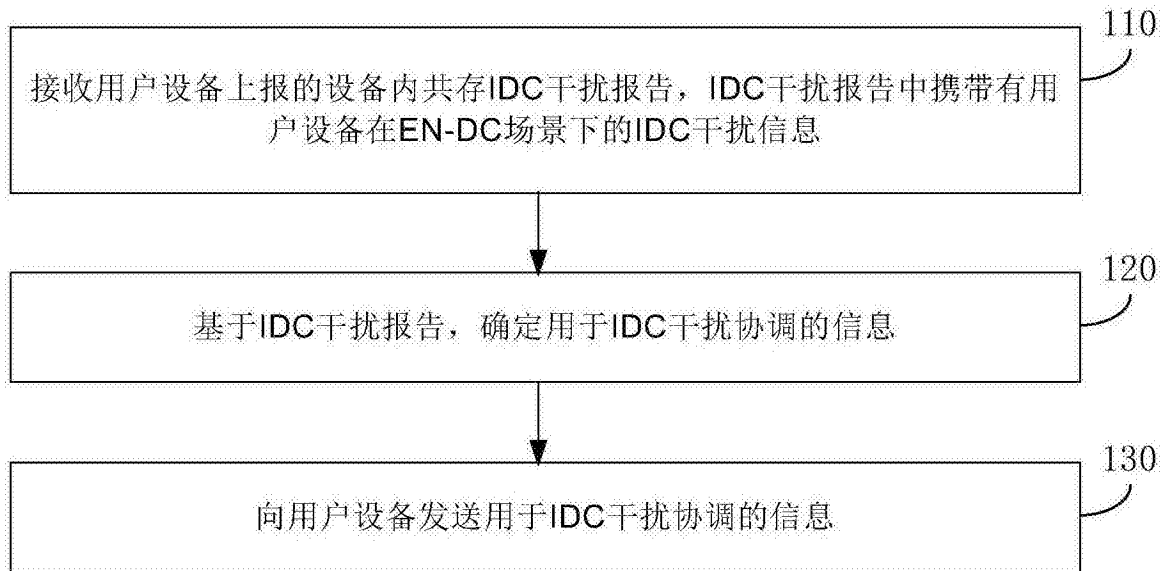 110
接收用户设备上报的设备内共存IDC干扰报告，IDC干扰报告中携带有用
户设备在EN-DC场景下的IDC干扰信息
120
基于IDC干扰报告，确定用于IDC干扰协调的信息
130
向用户设备发送用于IDC干扰协调的信息